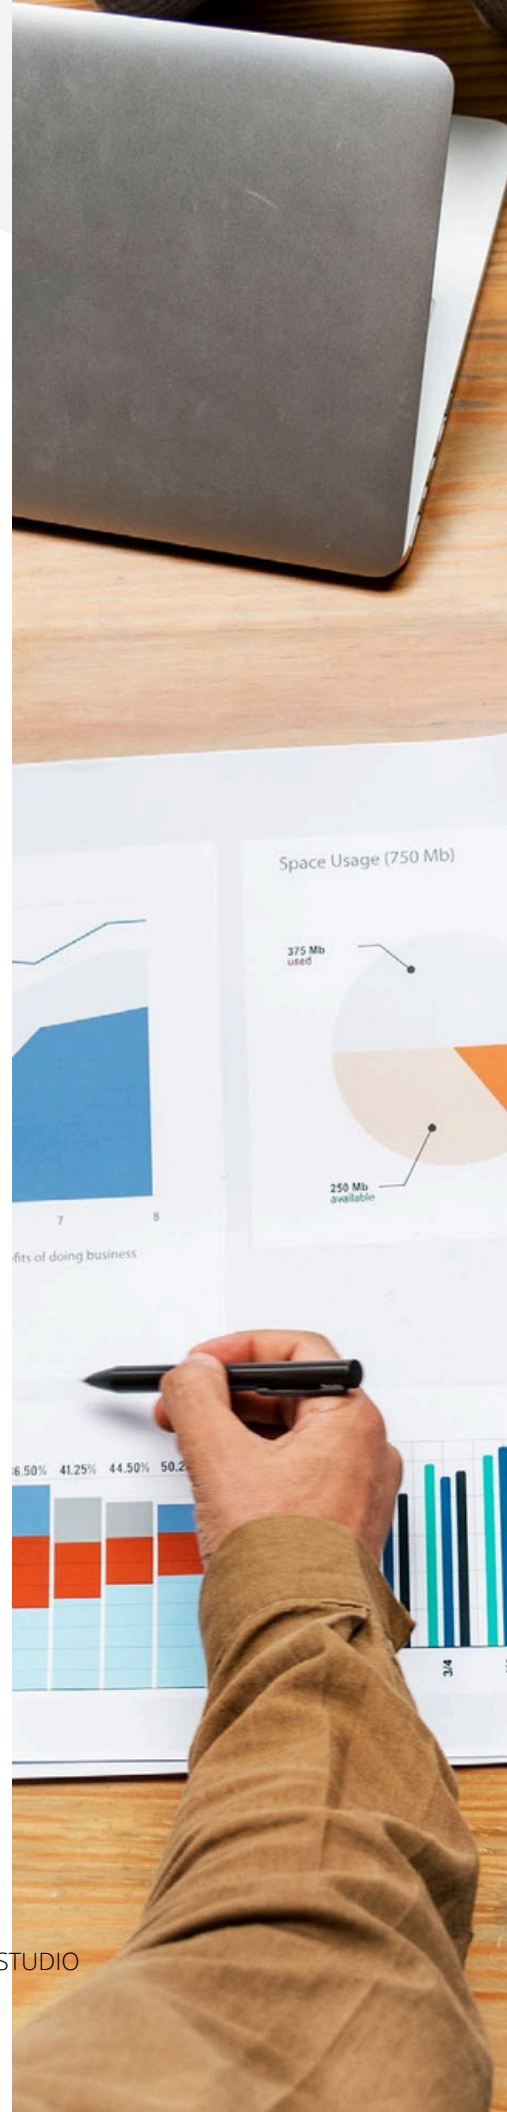 Space Usage (750 Mb)
375 Mb
used
250 Mb
available
7 8
fits of doing business
6.50% 41.25% 44.50% 50.2
3/4
STUDIO